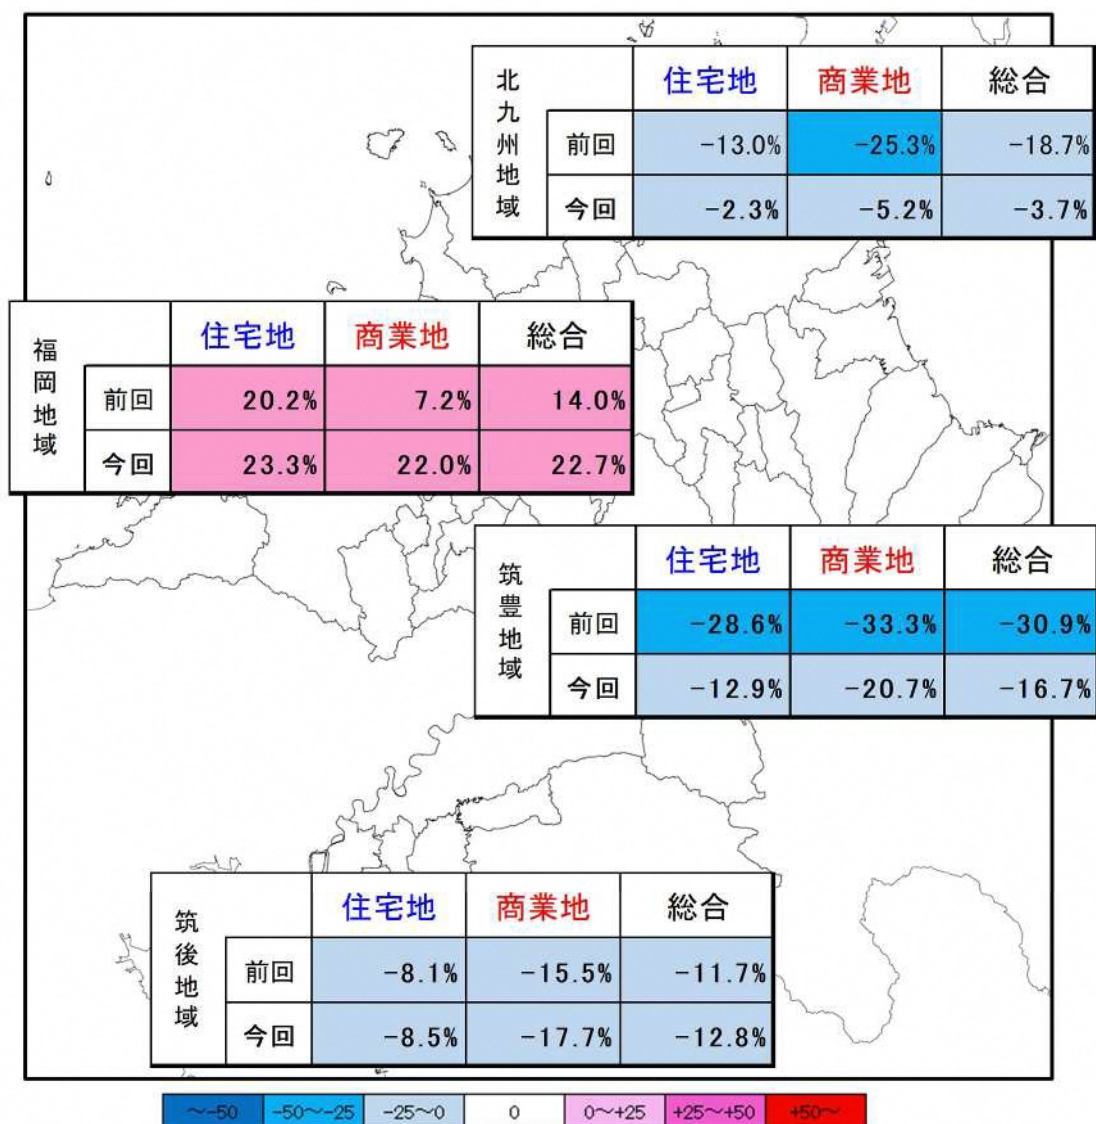 北九州地域
住宅地 商業地 総合
前回 -13.0% -25.3% -18.7%
今回 -2.3% -5.2% -3.7%
福岡地域
住宅地 商業地 総合
前回 20.2% 7.2% 14.0%
今回 23.3% 22.0% 22.7%
筑豊地域
住宅地 商業地 総合
前回 -28.6% -33.3% -30.9%
今回 -12.9% -20.7% -16.7%
筑後地域
住宅地 商業地 総合
前回 -8.1% -15.5% -11.7%
今回 -8.5% -17.7% -12.8%
～-50 -50～-25 -25～0 0 0～+25 +25～+50 +50～